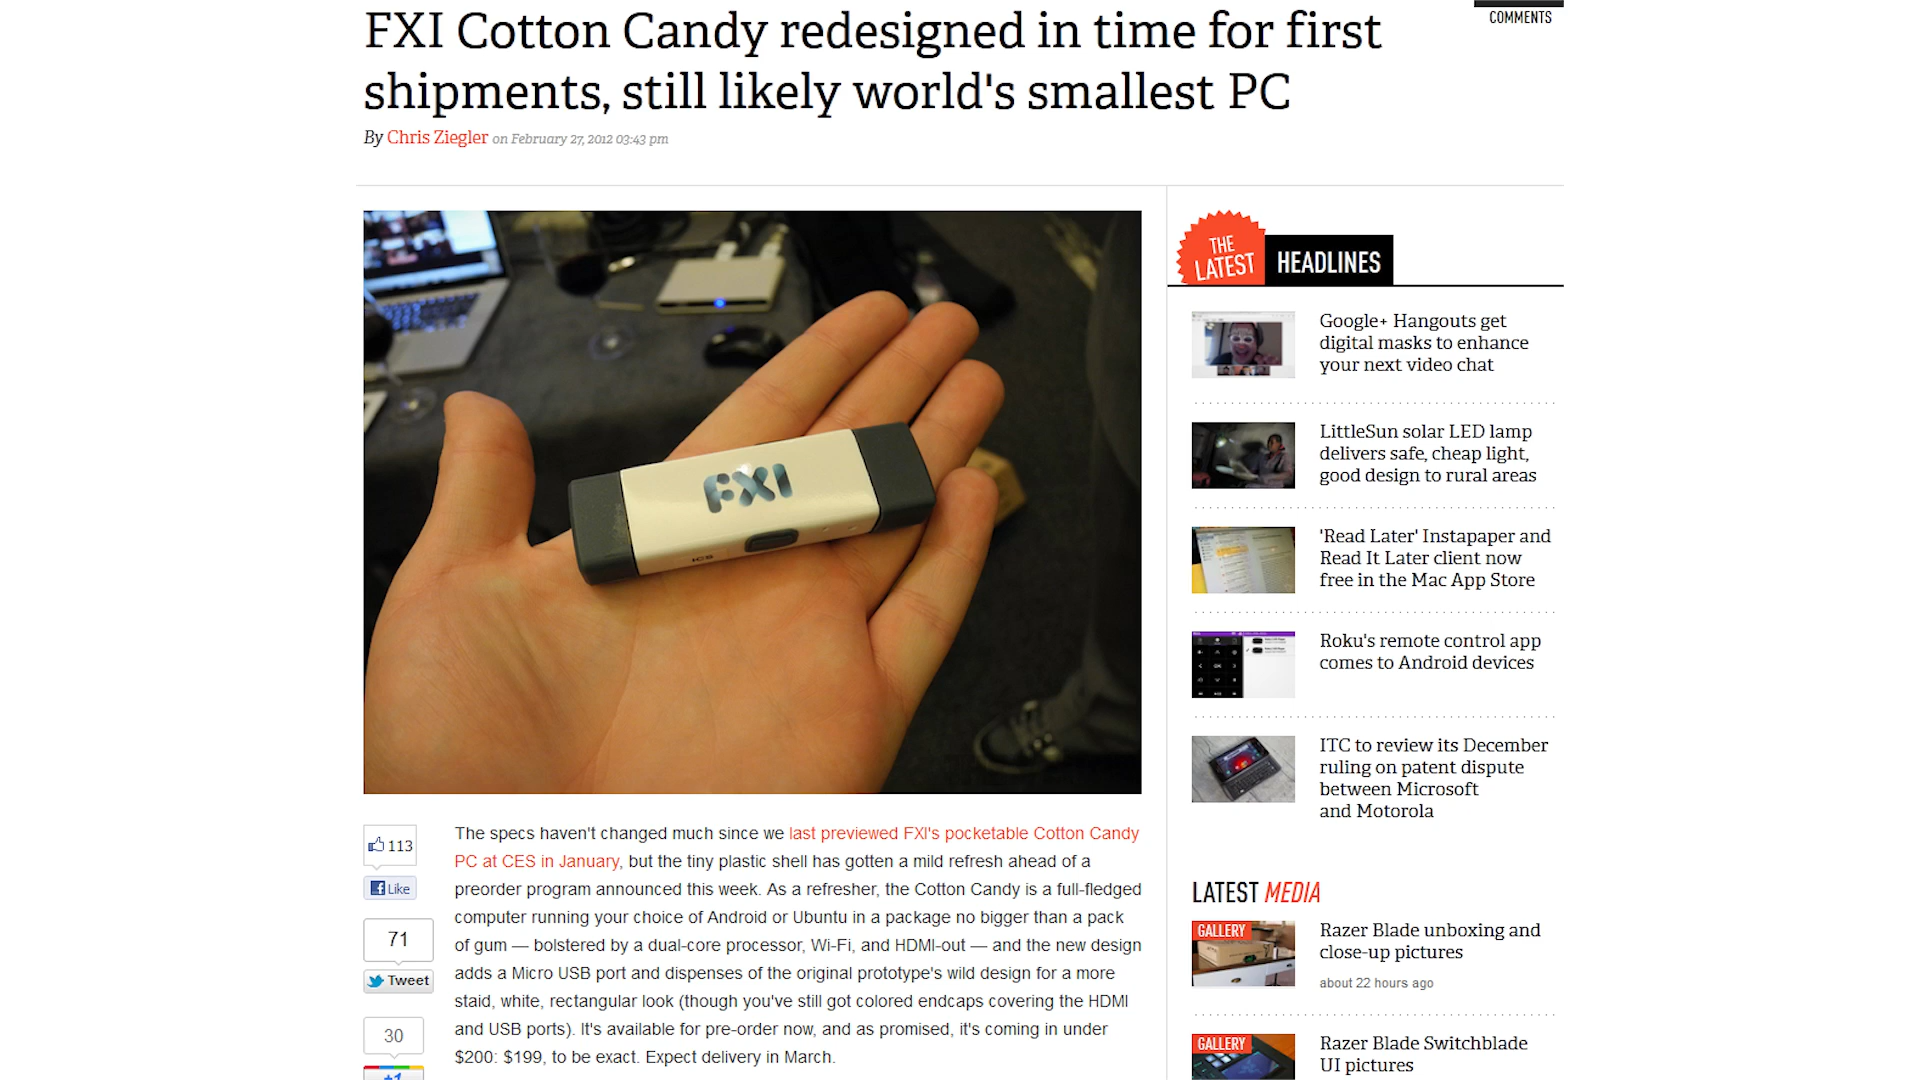 FXI Cotton Candy redesigned in time for first
shipments, still likely world's smallest PC
COMMENTS
By Chris Ziegler on February 27, 2012 03:43 pm
FXI
ICS
113
Like
71
Tweet
30
+1
The specs haven't changed much since we last previewed FXI's pocketable Cotton Candy
PC at CES in January, but the tiny plastic shell has gotten a mild refresh ahead of a
preorder program announced this week. As a refresher, the Cotton Candy is a full-fledged
computer running your choice of Android or Ubuntu in a package no bigger than a pack
of gum — bolstered by a dual-core processor, Wi-Fi, and HDMI-out — and the new design
adds a Micro USB port and dispenses of the original prototype's wild design for a more
staid, white, rectangular look (though you've still got colored endcaps covering the HDMI
and USB ports). It's available for pre-order now, and as promised, it's coming in under
$200: $199, to be exact. Expect delivery in March.
THE
LATEST
HEADLINES
Google+ Hangouts get
digital masks to enhance
your next video chat
LittleSun solar LED lamp
delivers safe, cheap light,
good design to rural areas
'Read Later' Instapaper and
Read It Later client now
free in the Mac App Store
Roku's remote control app
comes to Android devices
ITC to review its December
ruling on patent dispute
between Microsoft
and Motorola
LATEST MEDIA
GALLERY
Razer Blade unboxing and
close-up pictures
about 22 hours ago
GALLERY
Razer Blade Switchblade
UI pictures